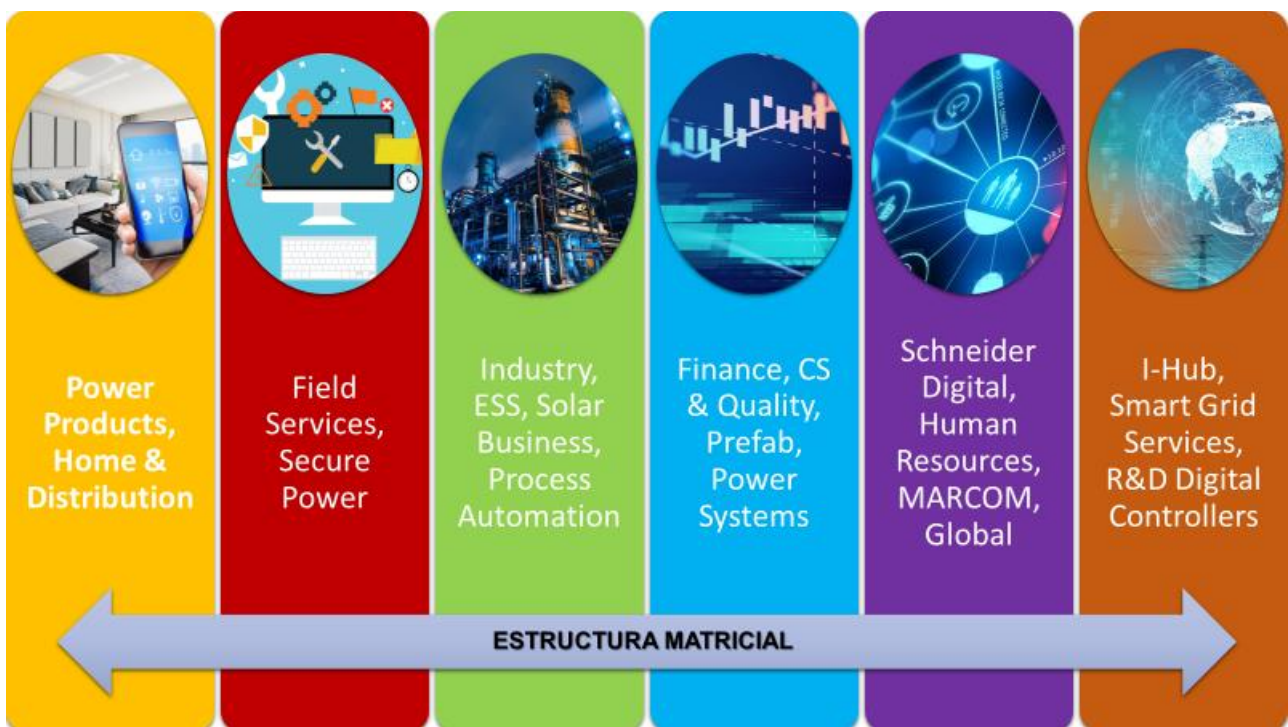 Power
Products,
Home &
Distribution
Field
Services,
Secure
Power
Industry,
ESS, Solar
Business,
Process
Automation
Finance, CS
& Quality,
Prefab,
Power
Systems
Schneider
Digital,
Human
Resources,
MARCOM,
Global
I-Hub,
Smart Grid
Services,
R&D Digital
Controllers
ESTRUCTURA MATRICIAL